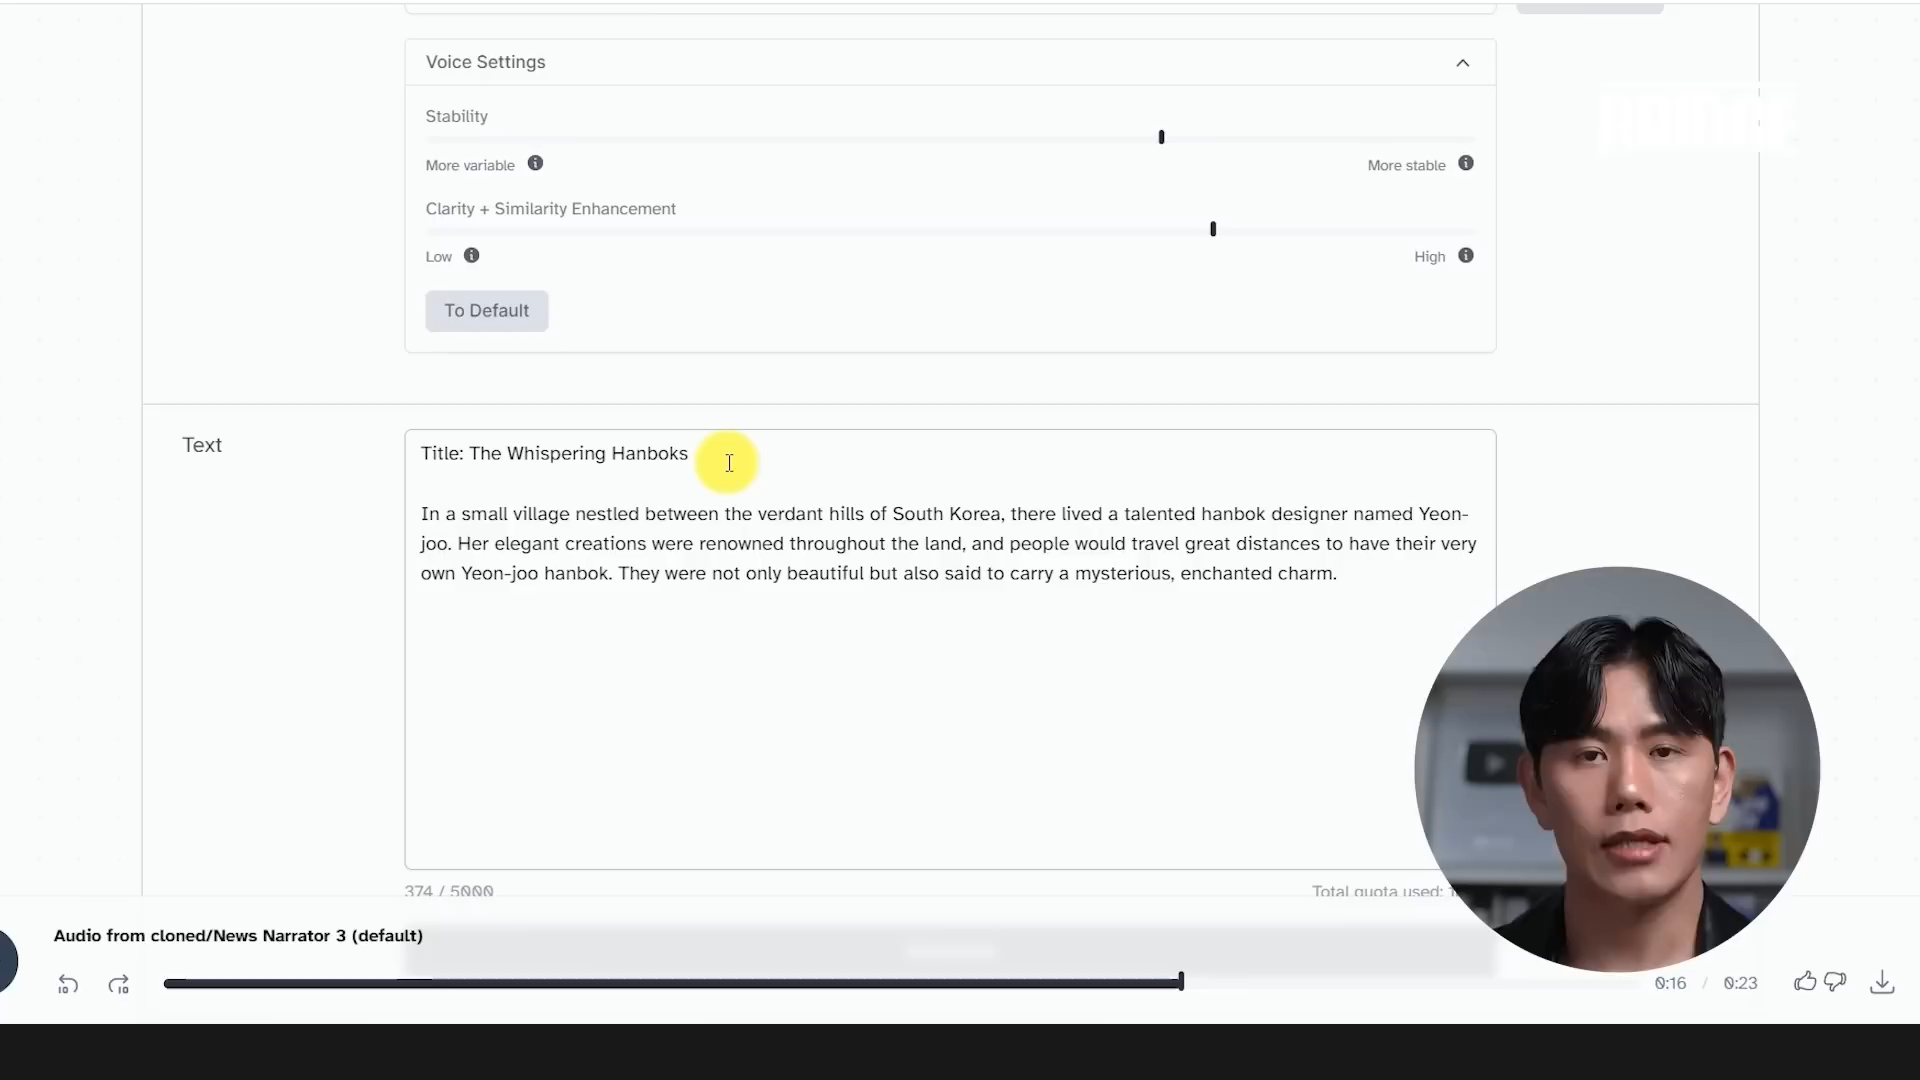 Voice Settings
Stability
More variable
More stable
Clarity + Similarity Enhancement
Low
High
To Default
Text
Title: The Whispering Hanboks
In a small village nestled between the verdant hills of South Korea, there lived a talented hanbok designer named Yeon-
joo. Her elegant creations were renowned throughout the land, and people would travel great distances to have their very
own Yeon-joo hanbok. They were not only beautiful but also said to carry a mysterious, enchanted charm.
374 / 5000
Total quota used:
Audio from cloned/News Narrator 3 (default)
10
10
0:16 / 0:23